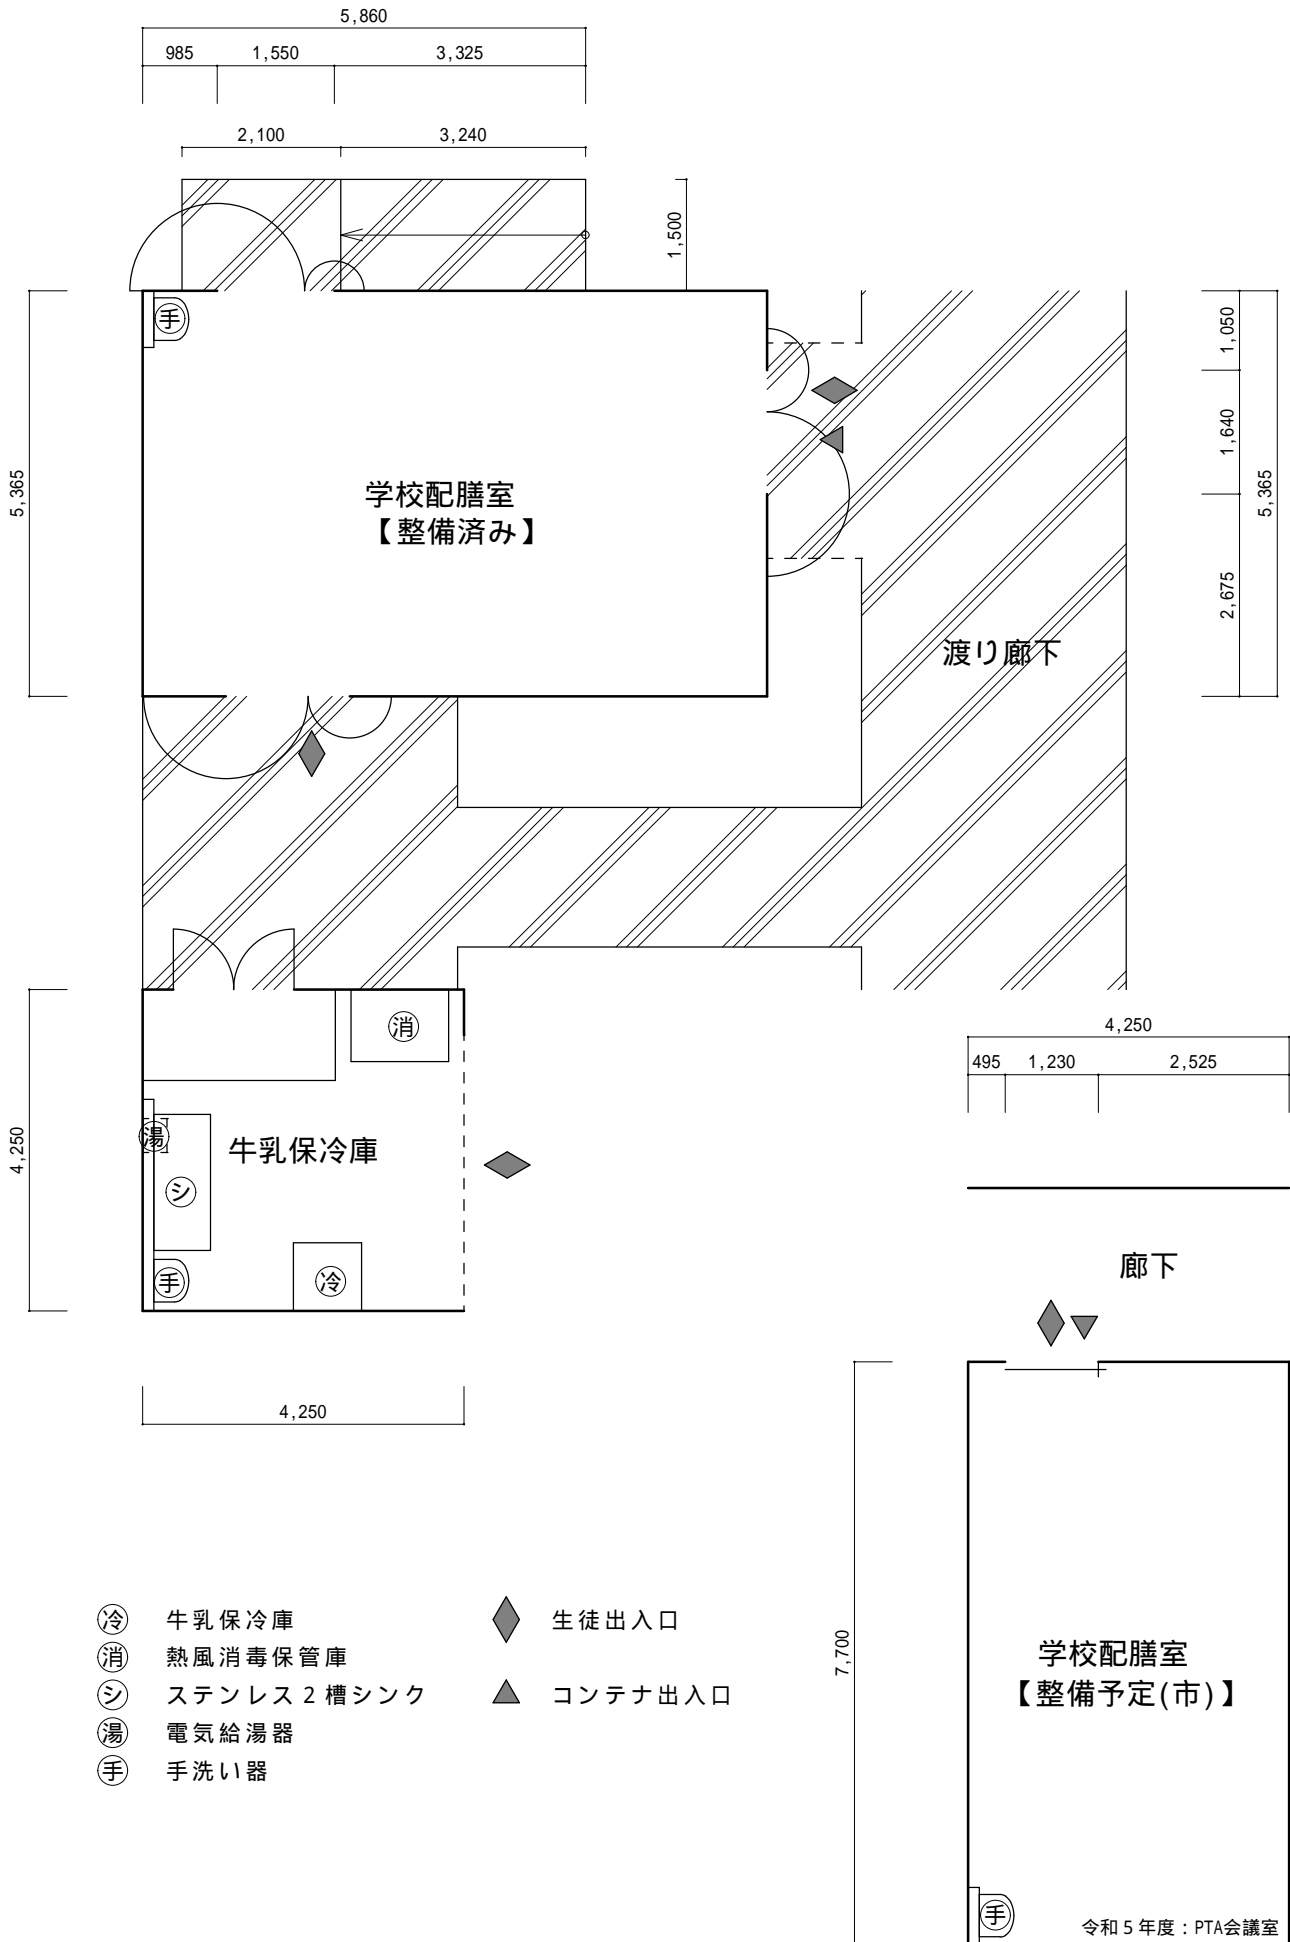 5,860
985 1,550 3,325
2,100 3,240
1,500
手
5,365
学校配膳室
【整備済み】
1,050
1,640
2,675
5,365
渡り廊下
消
湯
牛乳保冷庫
シ
手
冷
4,250
4,250
4,250
495 1,230 2,525
廊下
7,700
学校配膳室
【整備予定(市)】
手
令和5年度：PTA会議室
冷 牛乳保冷庫
消 熱風消毒保管庫
シ ステンレス2槽シンク
湯 電気給湯器
手 手洗い器
生徒出入口
コンテナ出入口